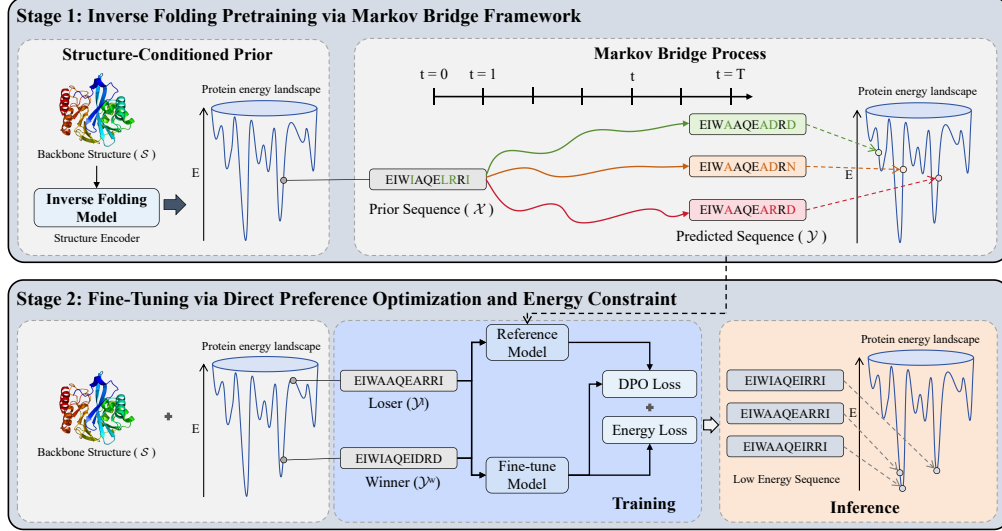 Stage 1: Inverse Folding Pretraining via Markov Bridge Framework
Structure-Conditioned Prior
Protein energy landscape
Backbone Structure ( 𝒮 )
E
Inverse Folding
Model
Structure Encoder
Markov Bridge Process
t = 0
t = 1
t
t = T
Protein energy landscape
EIWIAQELRRI
Prior Sequence ( 𝒳 )
EIWAAQEADRD
EIWAAQEADRN
EIWAAQEARRD
Predicted Sequence ( 𝒴 )
E
Stage 2: Fine-Tuning via Direct Preference Optimization and Energy Constraint
Protein energy landscape
Backbone Structure ( 𝒮 )
+
E
EIWAAQEARRI
Loser (𝒴ˡ)
EIWIAQEIDRD
Winner (𝒴ʷ)
Reference
Model
Fine-tune
Model
DPO Loss
+
Energy Loss
Training
Protein energy landscape
EIWIAQEIRRI
EIWAAQEARRI
EIWAAQEIRRI
E
Low Energy Sequence
Inference